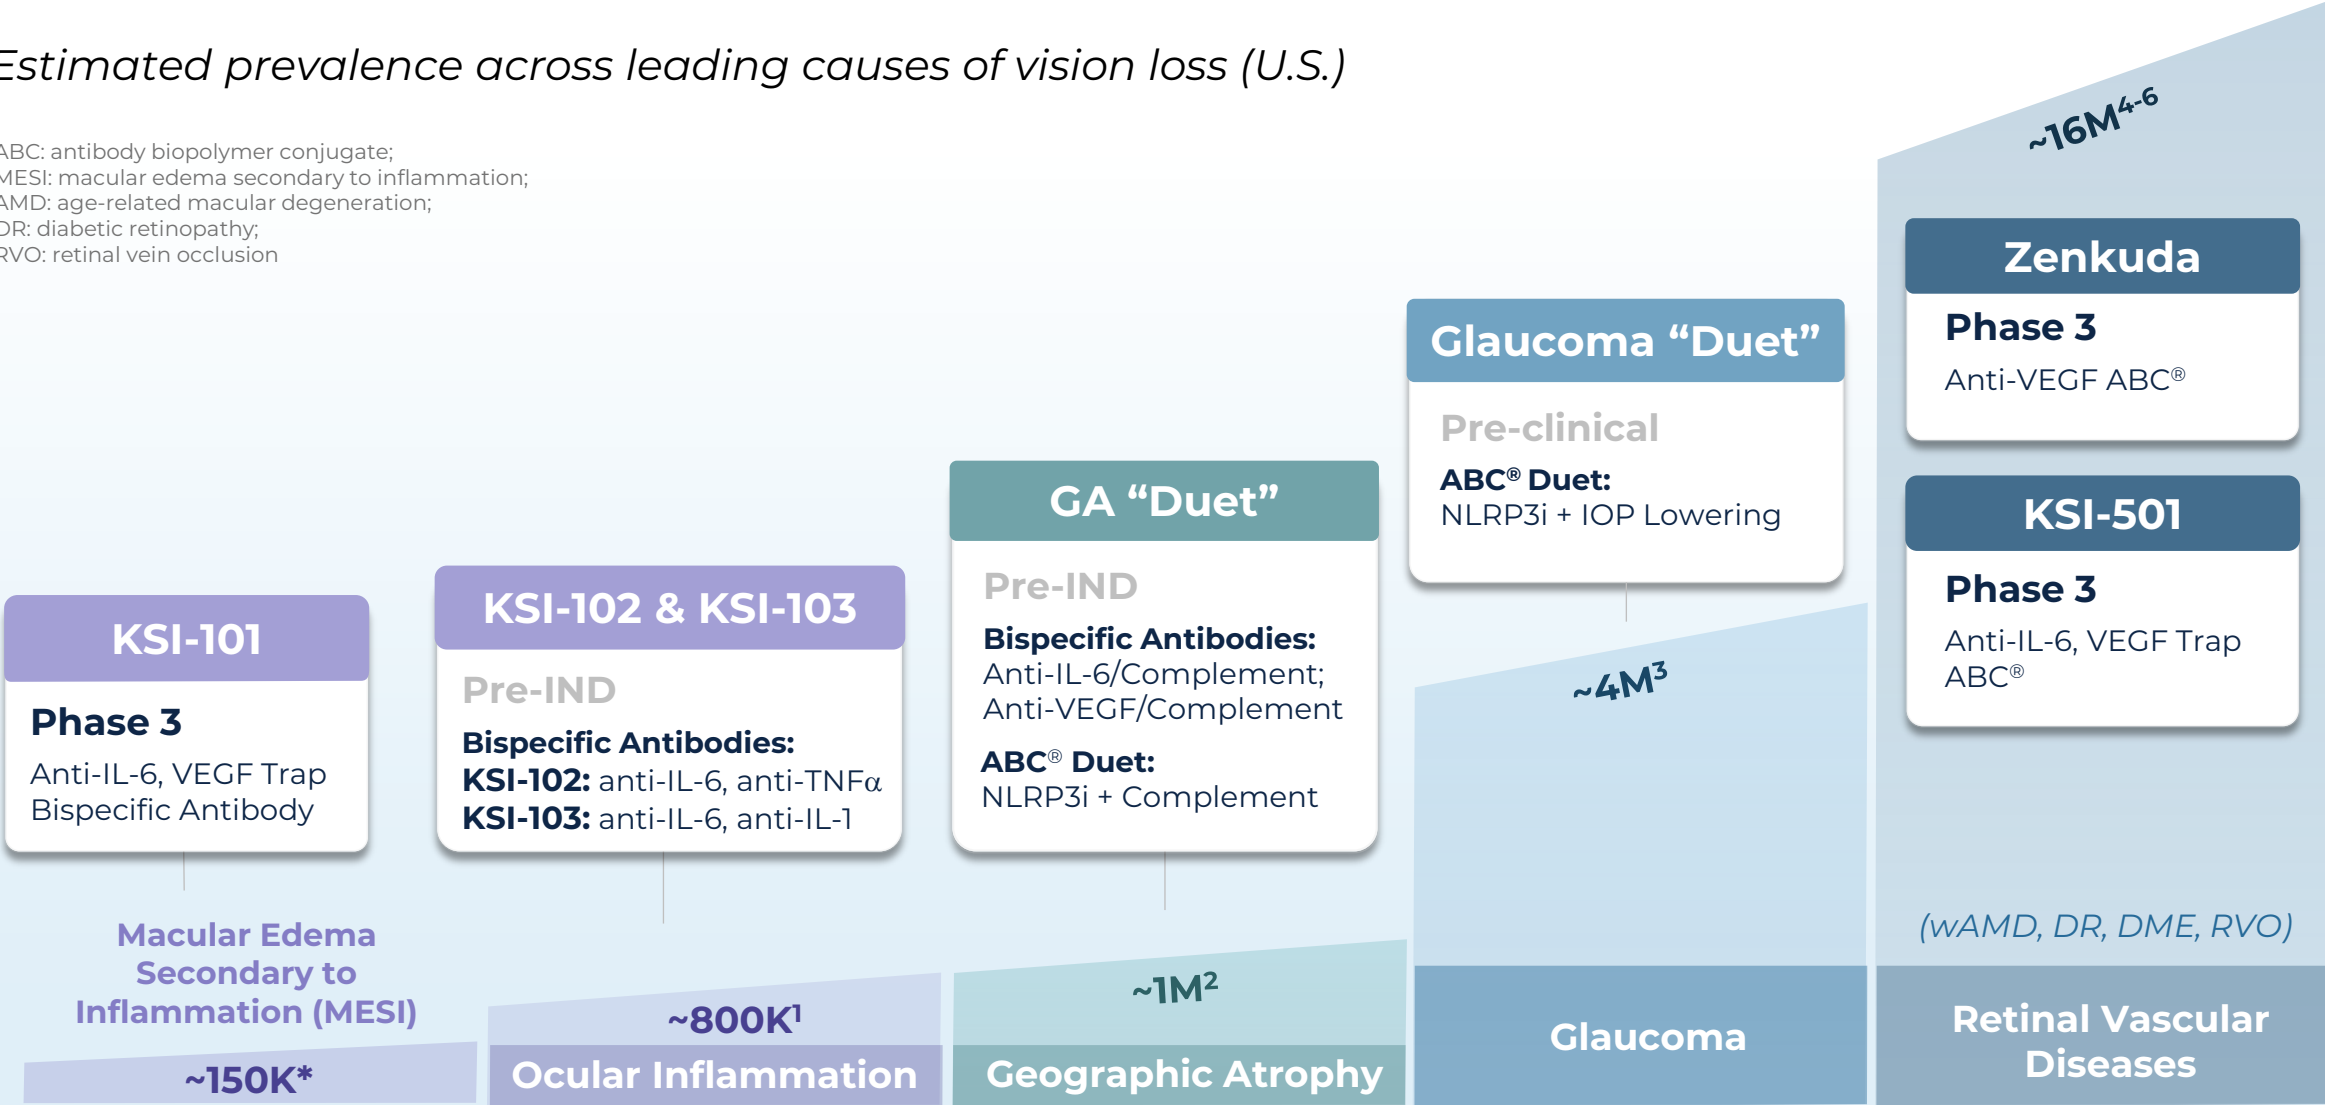 Estimated prevalence across leading causes of vision loss (U.S.)
ABC: antibody biopolymer conjugate;
MESI: macular edema secondary to inflammation;
AMD: age-related macular degeneration;
DR: diabetic retinopathy;
RVO: retinal vein occlusion
KSI-101
Phase 3
Anti-IL-6, VEGF Trap
Bispecific Antibody
Macular Edema
Secondary to
Inflammation (MESI)
~150K*
KSI-102 & KSI-103
Pre-IND
Bispecific Antibodies:
KSI-102: anti-IL-6, anti-TNFα
KSI-103: anti-IL-6, anti-IL-1
~800K¹
Ocular Inflammation
GA “Duet”
Pre-IND
Bispecific Antibodies:
Anti-IL-6/Complement;
Anti-VEGF/Complement
ABC® Duet:
NLRP3i + Complement
~1M²
Geographic Atrophy
Glaucoma “Duet”
Pre-clinical
ABC® Duet:
NLRP3i + IOP Lowering
~4M³
Glaucoma
~16M⁴⁻⁶
Zenkuda
Phase 3
Anti-VEGF ABC®
KSI-501
Phase 3
Anti-IL-6, VEGF Trap
ABC®
(wAMD, DR, DME, RVO)
Retinal Vascular
Diseases